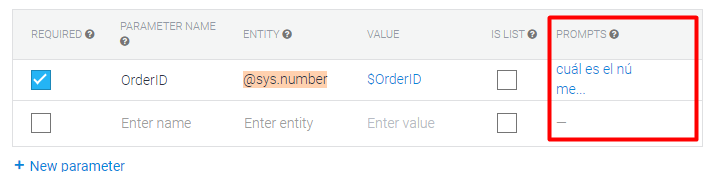 REQUIRED PARAMETER NAME ENTITY VALUE IS LIST PROMPTS
OrderID @sys.number $OrderID cuál es el nú
me...
Enter name Enter entity Enter value —
+ New parameter